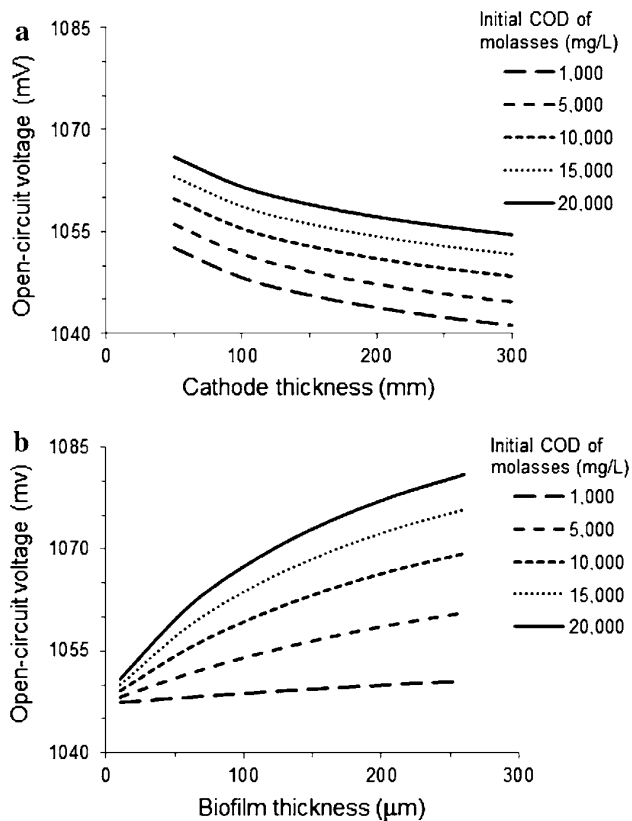 a
Initial COD of
molasses (mg/L)
1,000
5,000
10,000
15,000
20,000
Open-circuit voltage (mV)
1085
1070
1055
1040
0
100
200
300
Cathode thickness (mm)
b
Initial COD of
molasses (mg/L)
1,000
5,000
10,000
15,000
20,000
Open-circuit voltage (mv)
1085
1070
1055
1040
0
100
200
300
Biofilm thickness (μm)